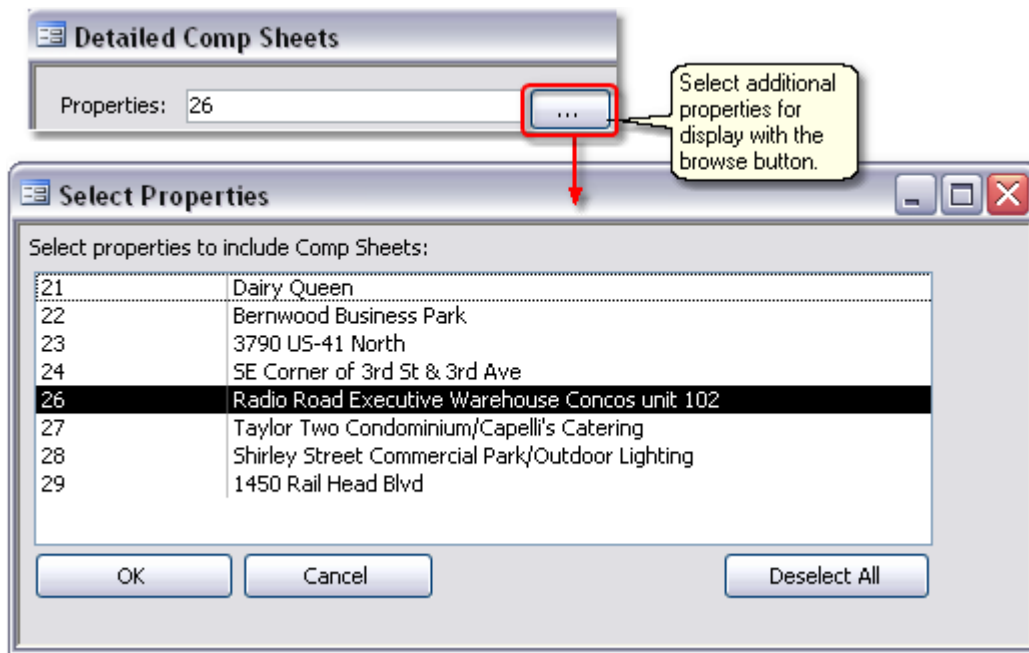 Detailed Comp Sheets
Properties: 26 ...
Select additional
properties for
display with the
browse button.
Select Properties
Select properties to include Comp Sheets:
21 Dairy Queen
22 Bernwood Business Park
23 3790 US-41 North
24 SE Corner of 3rd St & 3rd Ave
26 Radio Road Executive Warehouse Concos unit 102
27 Taylor Two Condominium/Capelli's Catering
28 Shirley Street Commercial Park/Outdoor Lighting
29 1450 Rail Head Blvd
OK Cancel Deselect All